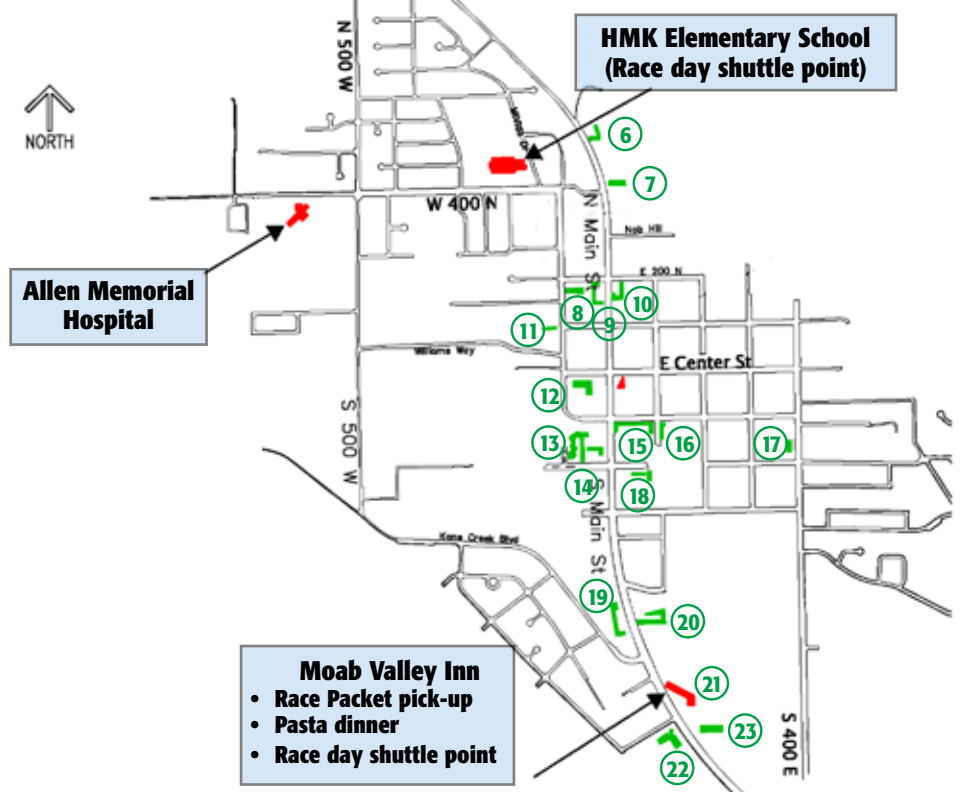 HMK Elementary School
(Race day shuttle point)
N 500 W
NORTH
6
7
W 400 N
N Main St
Nob Hill
E 200 N
Allen Memorial
Hospital
8
9
10
11
Williams Way
E Center St
12
S 500 W
13
14
15
16
17
18
S Main St
Kane Creek Blvd
19
20
Moab Valley Inn
• Race Packet pick-up
• Pasta dinner
• Race day shuttle point
21
22
23
S 400 E